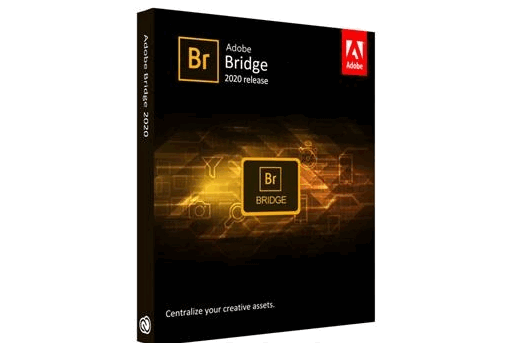 Adobe Bridge 2020
Br
Adobe
Bridge
2020 release
Adobe
Br
BRIDGE
Centralize your creative assets.